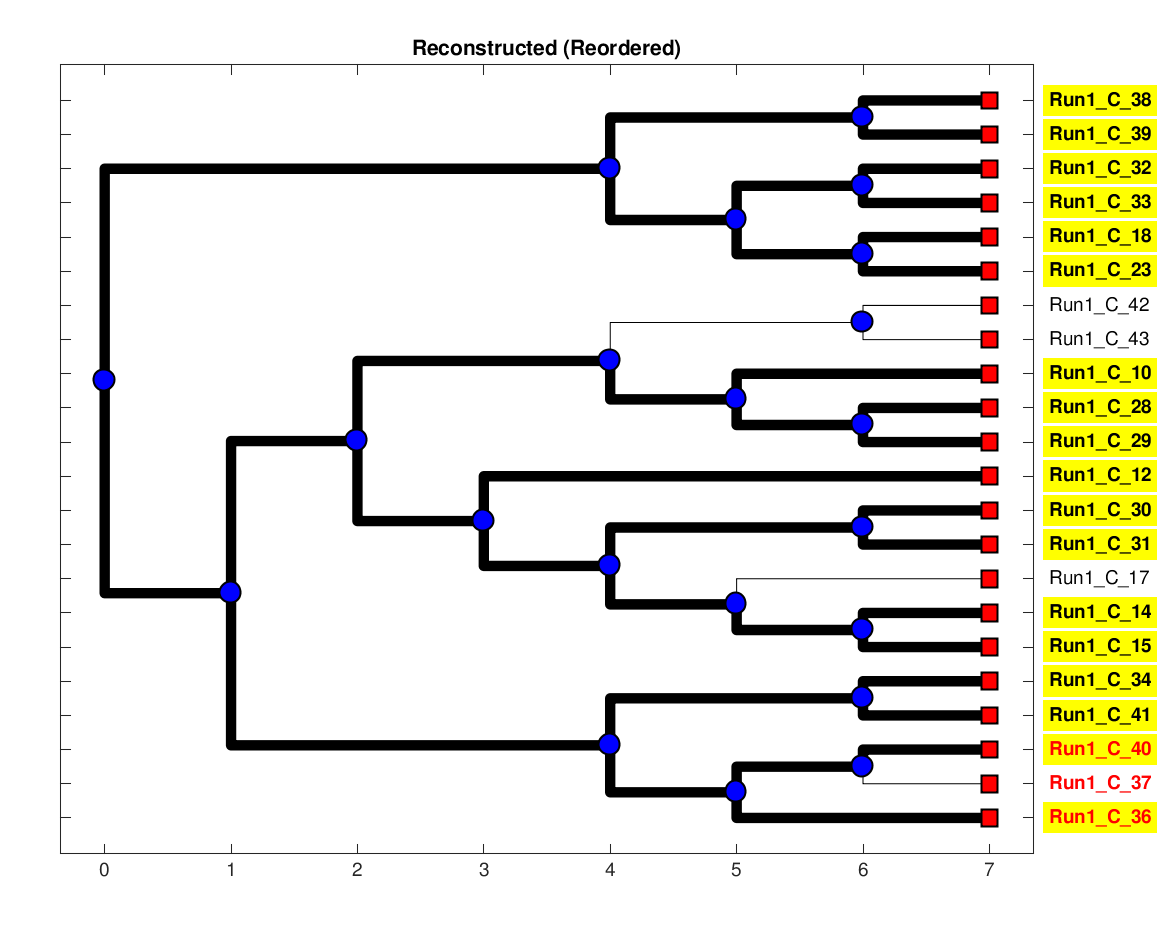 Reconstructed (Reordered)
Run1_C_38
Run1_C_39
Run1_C_32
Run1_C_33
Run1_C_18
Run1_C_23
Run1_C_42
Run1_C_43
Run1_C_10
Run1_C_28
Run1_C_29
Run1_C_12
Run1_C_30
Run1_C_31
Run1_C_17
Run1_C_14
Run1_C_15
Run1_C_34
Run1_C_41
Run1_C_40
Run1_C_37
Run1_C_36
0 1 2 3 4 5 6 7